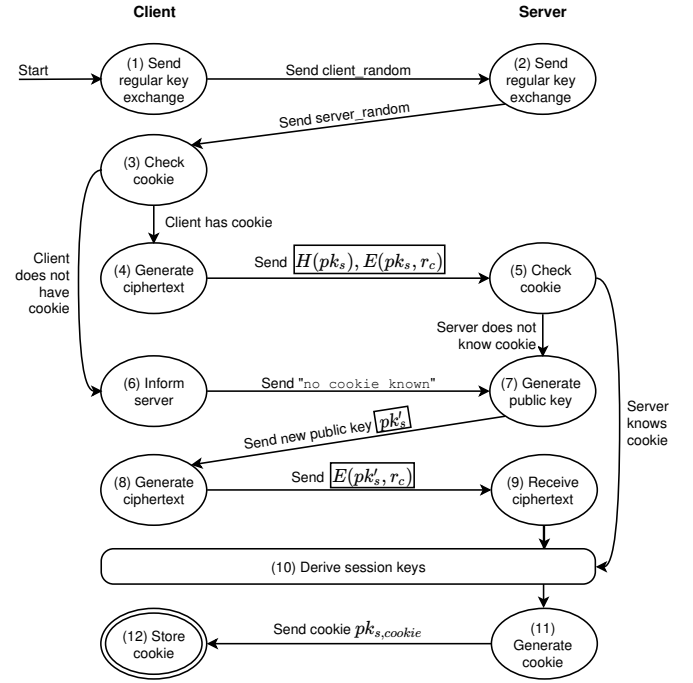 Client
Server
Start
(1) Send
regular key
exchange
Send client_random
(2) Send
regular key
exchange
Send server_random
(3) Check
cookie
Client has cookie
Client
does not
have
cookie
(4) Generate
ciphertext
Send H(pk_s), E(pk_s, r_c)
(5) Check
cookie
Server does not
know cookie
(6) Inform
server
Send "no cookie known"
(7) Generate
public key
Server
knows
cookie
Send new public key pk'_s
(8) Generate
ciphertext
Send E(pk'_s, r_c)
(9) Receive
ciphertext
(10) Derive session keys
(12) Store
cookie
Send cookie pk_{s,cookie}
(11)
Generate
cookie